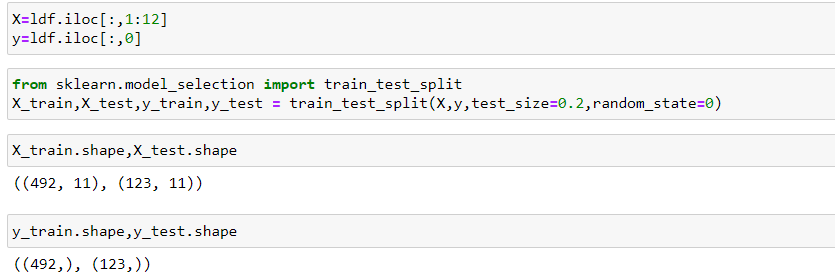 X=ldf.iloc[:,1:12]
y=ldf.iloc[:,0]
from sklearn.model_selection import train_test_split
X_train,X_test,y_train,y_test = train_test_split(X,y,test_size=0.2,random_state=0)
X_train.shape,X_test.shape
((492, 11), (123, 11))
y_train.shape,y_test.shape
((492,), (123,))